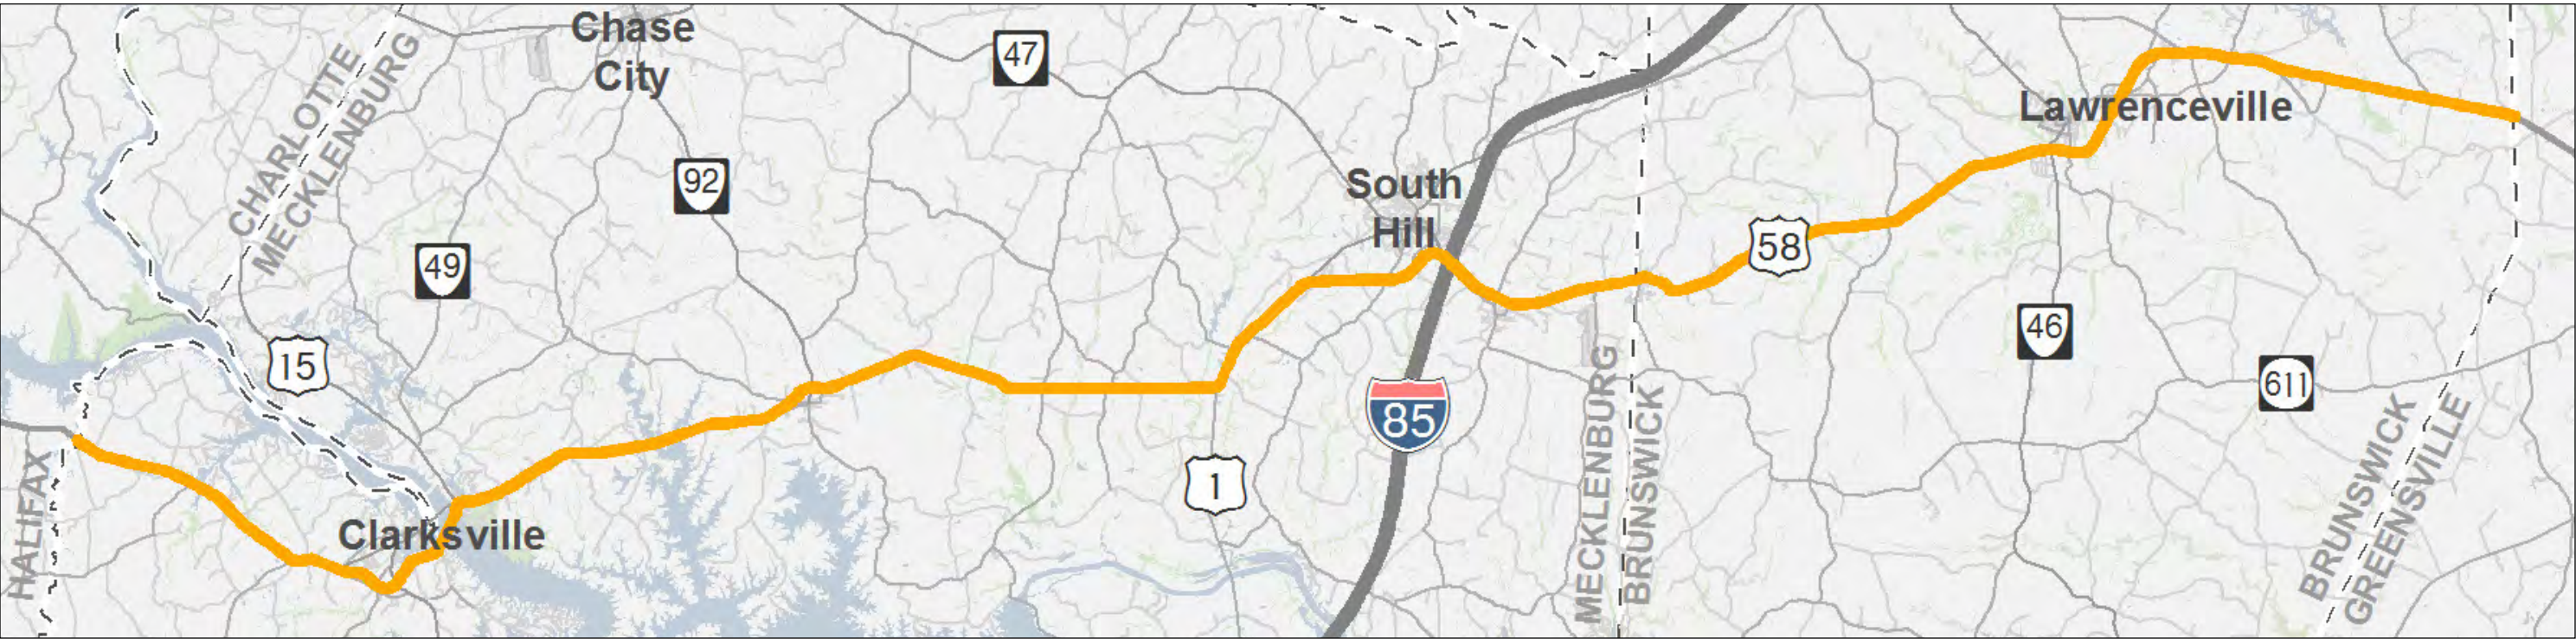 Chase
City
47
CHARLOTTE
MECKLENBURG
Lawrenceville
92
South
Hill
58
49
15
46
611
85
1
HALIFAX
Clarksville
MECKLENBURG
BRUNSWICK
BRUNSWICK
GREENSVILLE